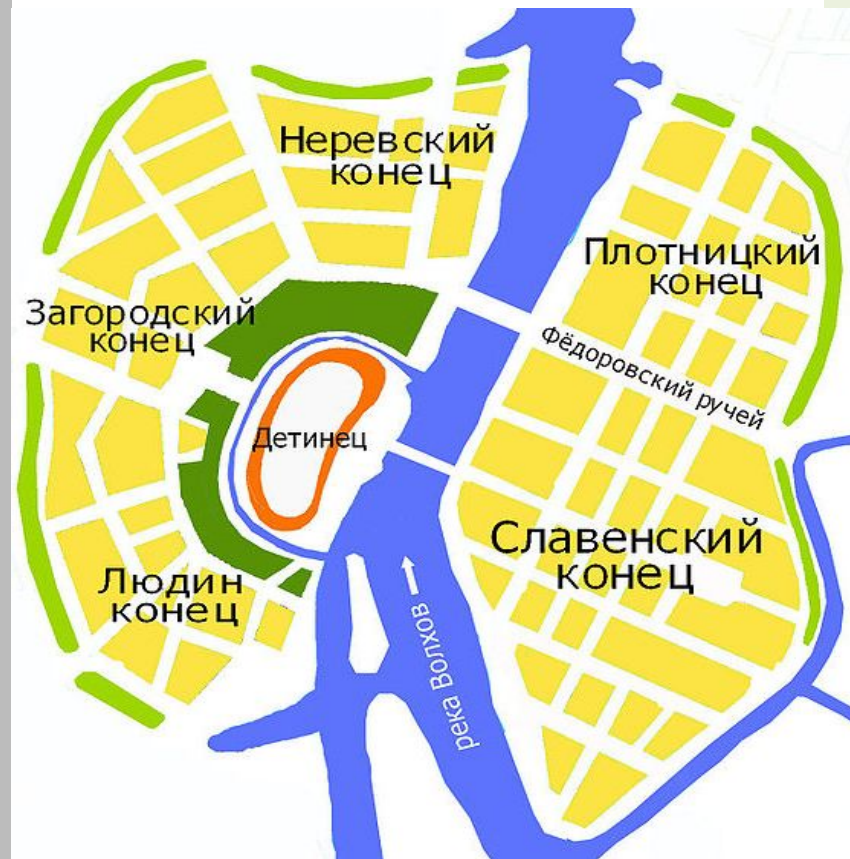 Неревский
конец
Плотницкий
конец
Загородский
конец
Фёдоровский ручей
Детинец
Славенский
конец
Людин
конец
река Волхов →